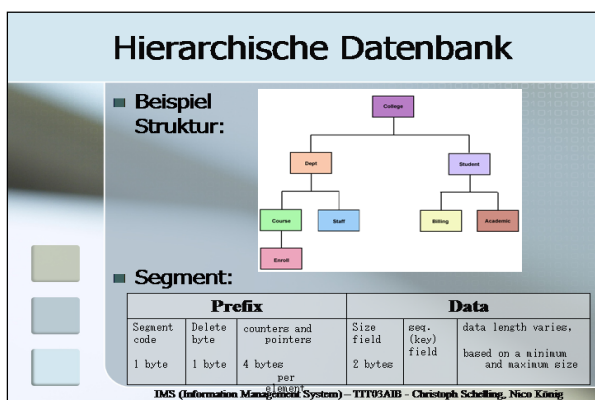 Hierarchische Datenbank
Beispiel
Struktur:
College
Dept
Student
Course
Staff
Billing
Academic
Enroll
Segment:
Prefix
Data
Segment code
Delete byte
counters and pointers
Size field
seq. (key) field
data length varies,
1 byte
1 byte
4 bytes per element
2 bytes
based on a minimum and maximum size
IMS (Information Management System) – TIT03AIB - Christoph Schelling, Nico König